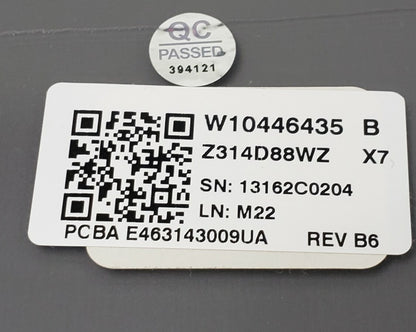 QC
PASSED
394121
W10446435 B
Z314D88WZ X7
SN: 13162C0204
LN: M22
PCBA E463143009UA REV B6